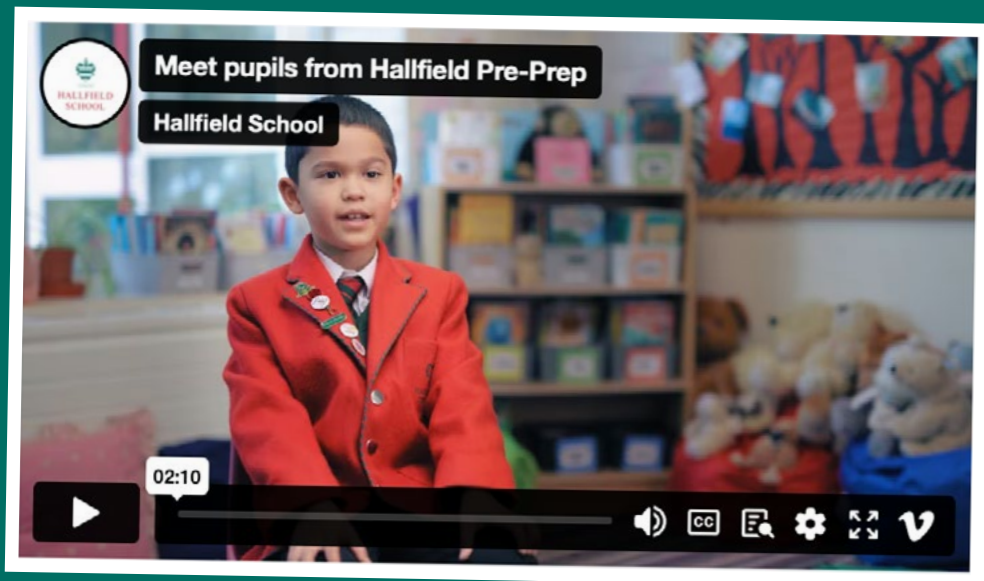 HALLFIELD
SCHOOL
Meet pupils from Hallfield Pre-Prep
Hallfield School
02:10
CC